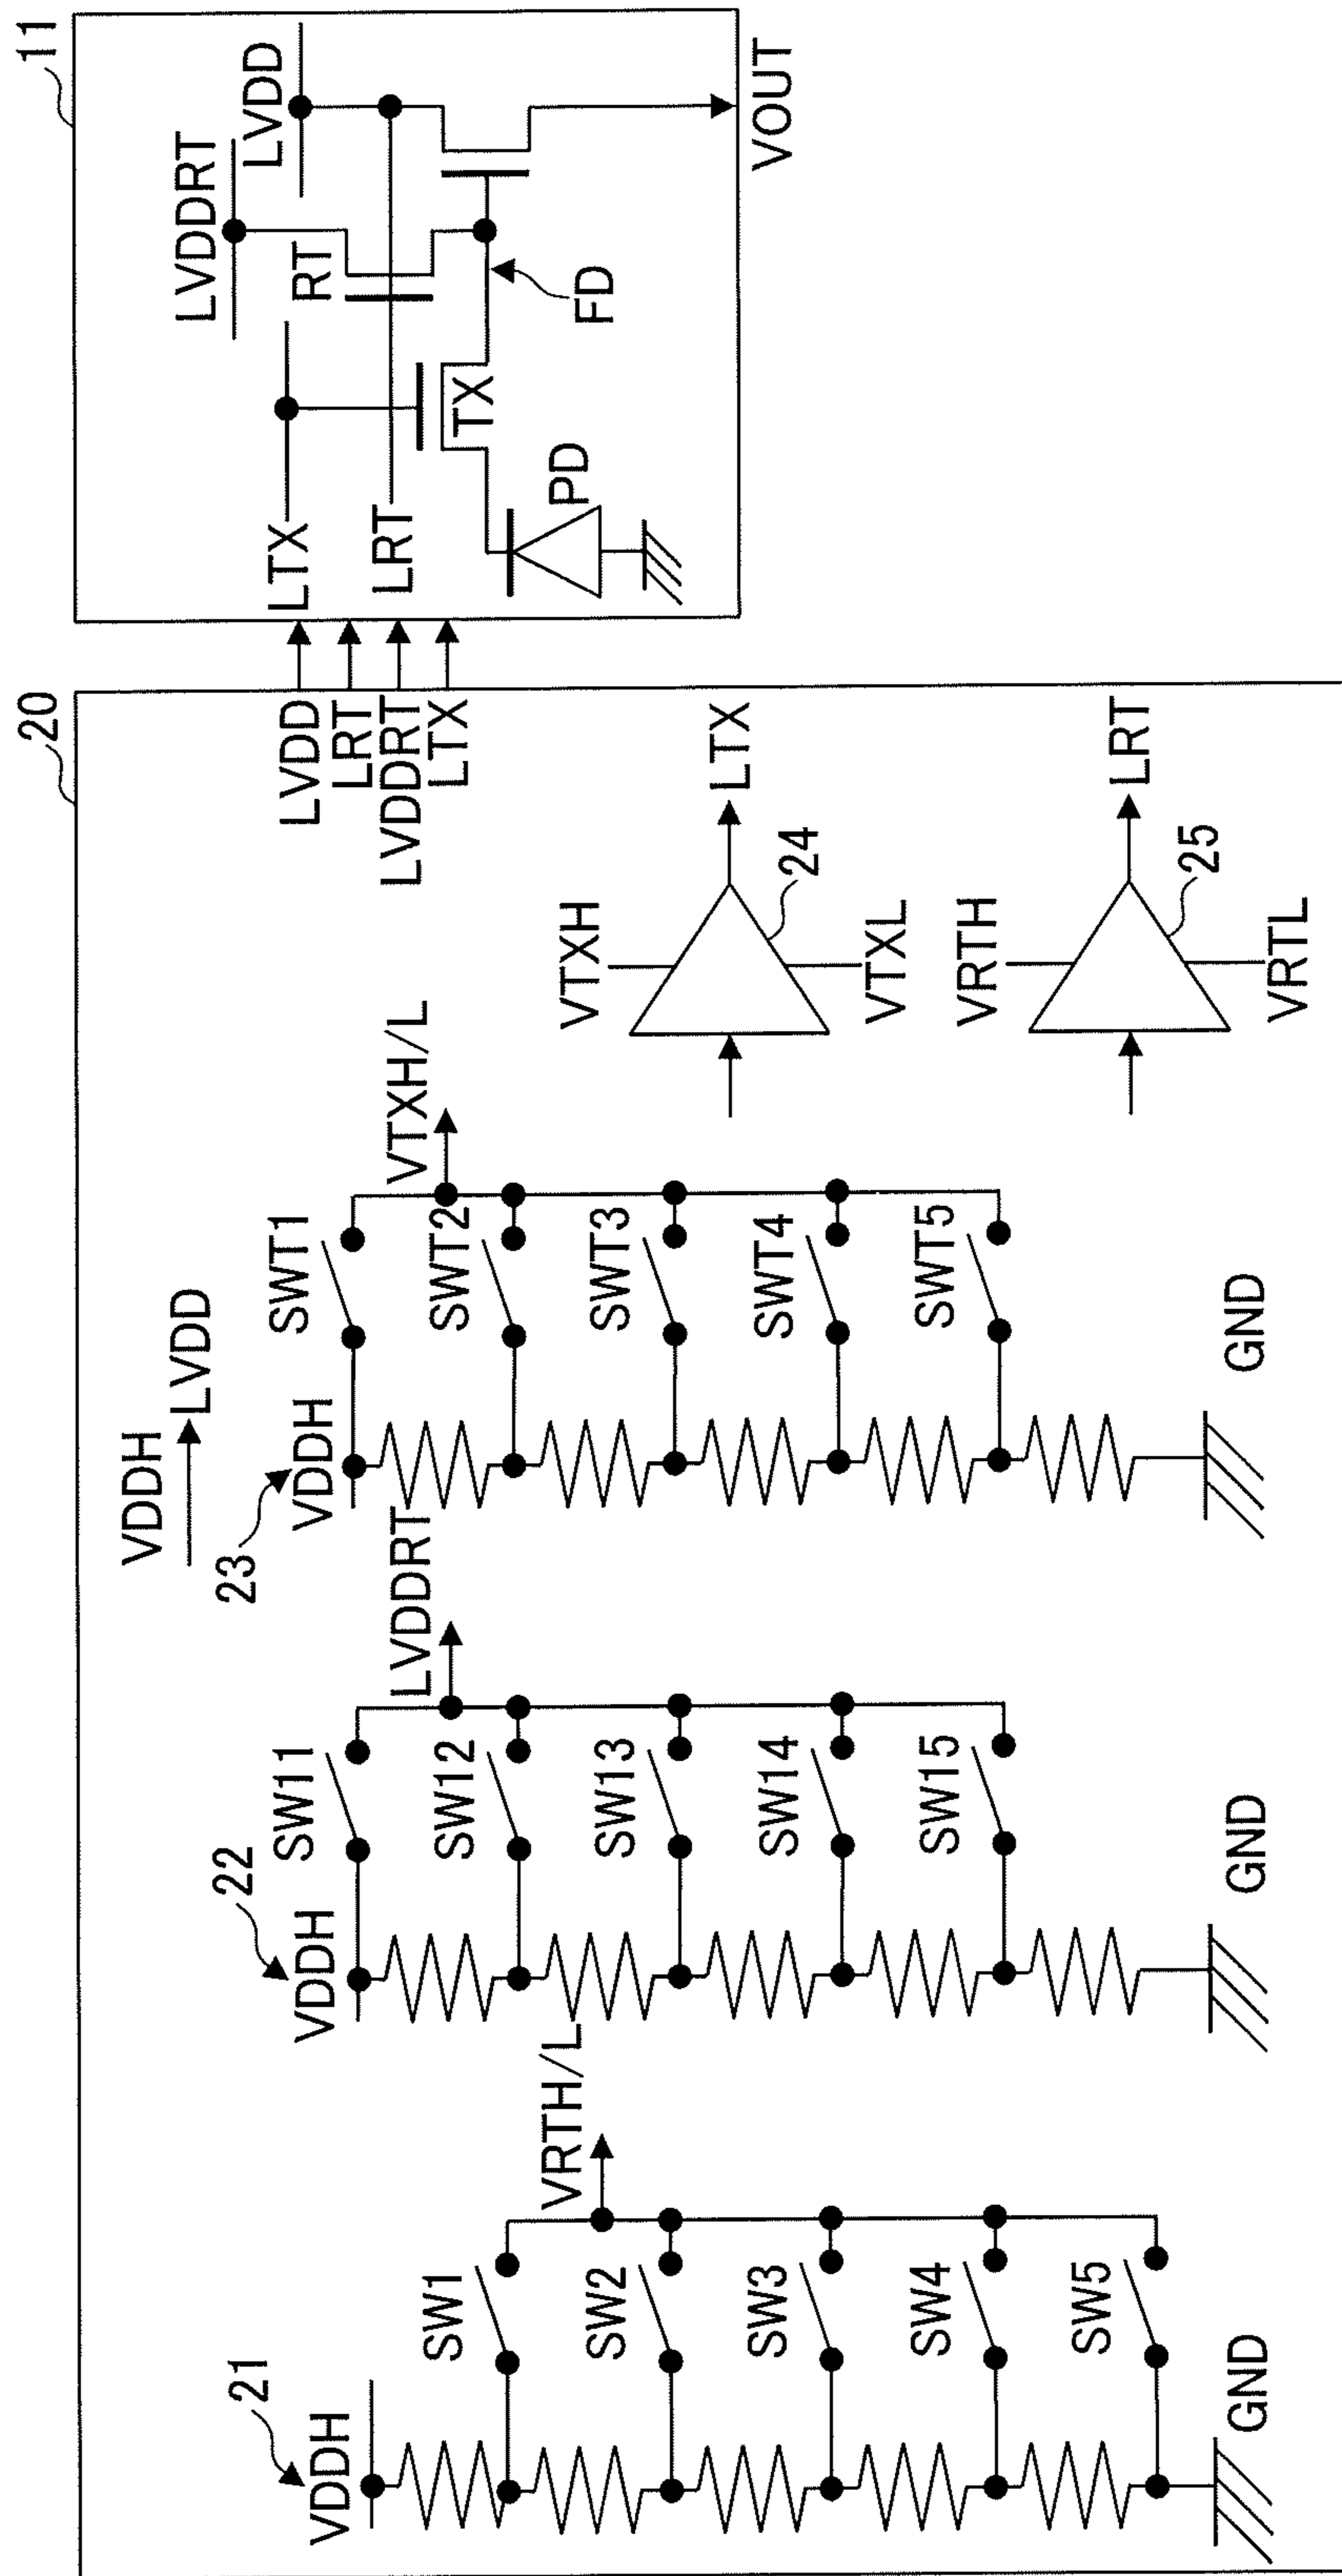 20
VDDH
LVDD
21
VDDH
SW1
SW2
SW3
SW4
SW5
VRTH/L
GND
22
VDDH
SW11
SW12
SW13
SW14
SW15
LVDDRT
GND
23
VDDH
SWT1
SWT2
SWT3
SWT4
SWT5
VTXH/L
GND
VTXH
VTXL
24
LTX
VRTH
VRTL
25
LRT
LVDD
LRT
LVDDRT
LTX
11
LVDDRT
LVDD
LTX
RT
LRT
TX
PD
FD
VOUT